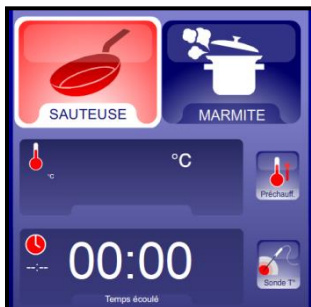 SAUTEUSE
MARMITE
°C
°C
Préchauff.
--:--
00:00
Temps écoulé
Sonde T°